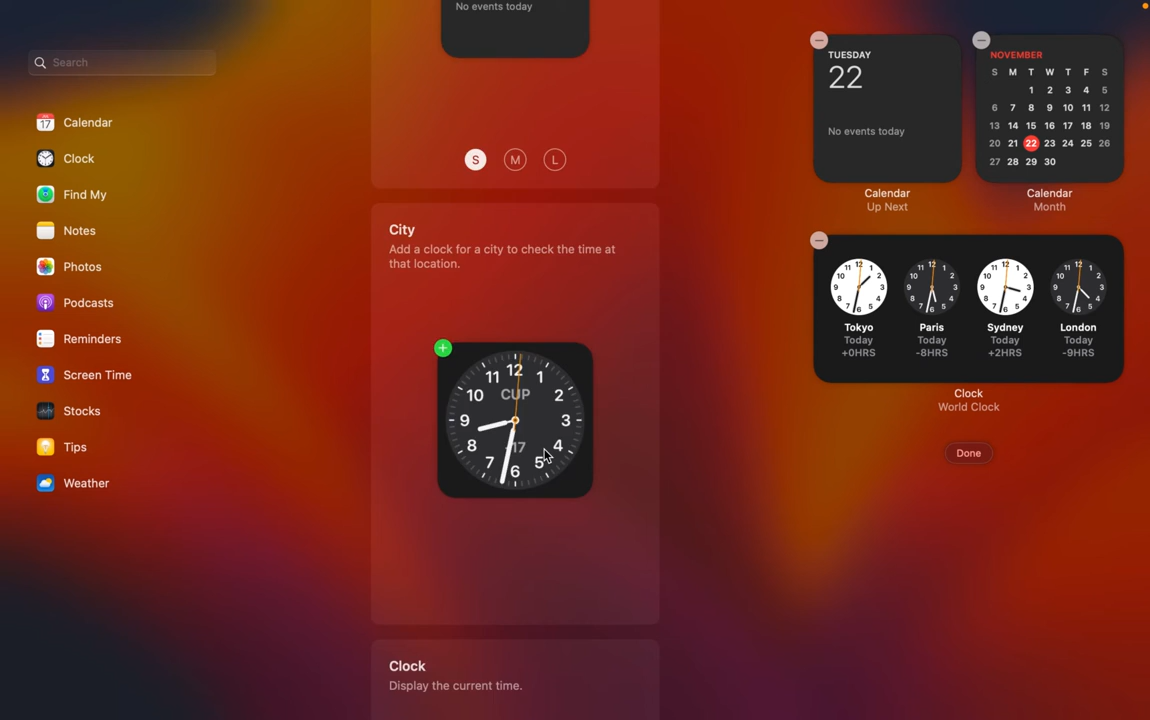 No events today
Search
Calendar
Clock
Find My
Notes
Photos
Podcasts
Reminders
Screen Time
Stocks
Tips
Weather
S M L
City
Add a clock for a city to check the time at
that location.
12
11 1
CUP
10 2
9 3
8 17 4
7 5
6
Clock
Display the current time.
TUESDAY
22
No events today
Calendar
Up Next
NOVEMBER
S M T W T F S
1 2 3 4 5
6 7 8 9 10 11 12
13 14 15 16 17 18 19
20 21 22 23 24 25 26
27 28 29 30
Calendar
Month
Tokyo Paris Sydney London
Today Today Today Today
+0HRS -8HRS +2HRS -9HRS
Clock
World Clock
Done